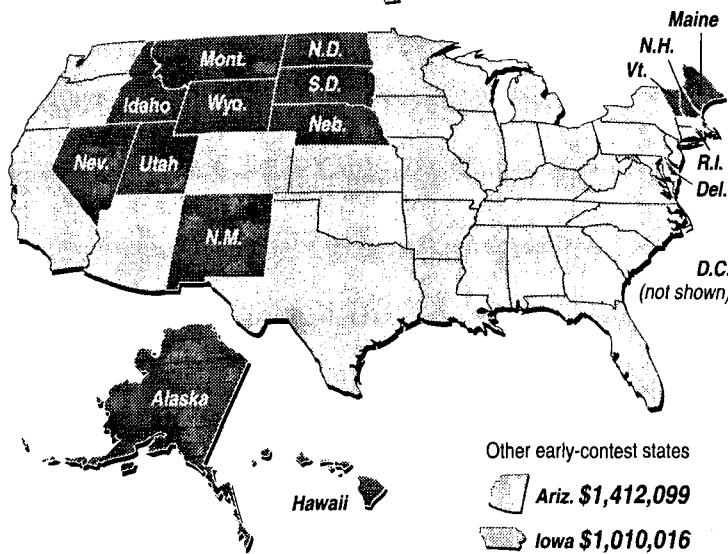 Maine
N.H.
Vt.
Mont.
N.D.
S.D.
Idaho
Wyo.
Neb.
Nev.
Utah
R.I.
Del.
N.M.
D.C.
(not shown)
Alaska
Hawaii
Other early-contest states
Ariz. $1,412,099
Iowa $1,010,016